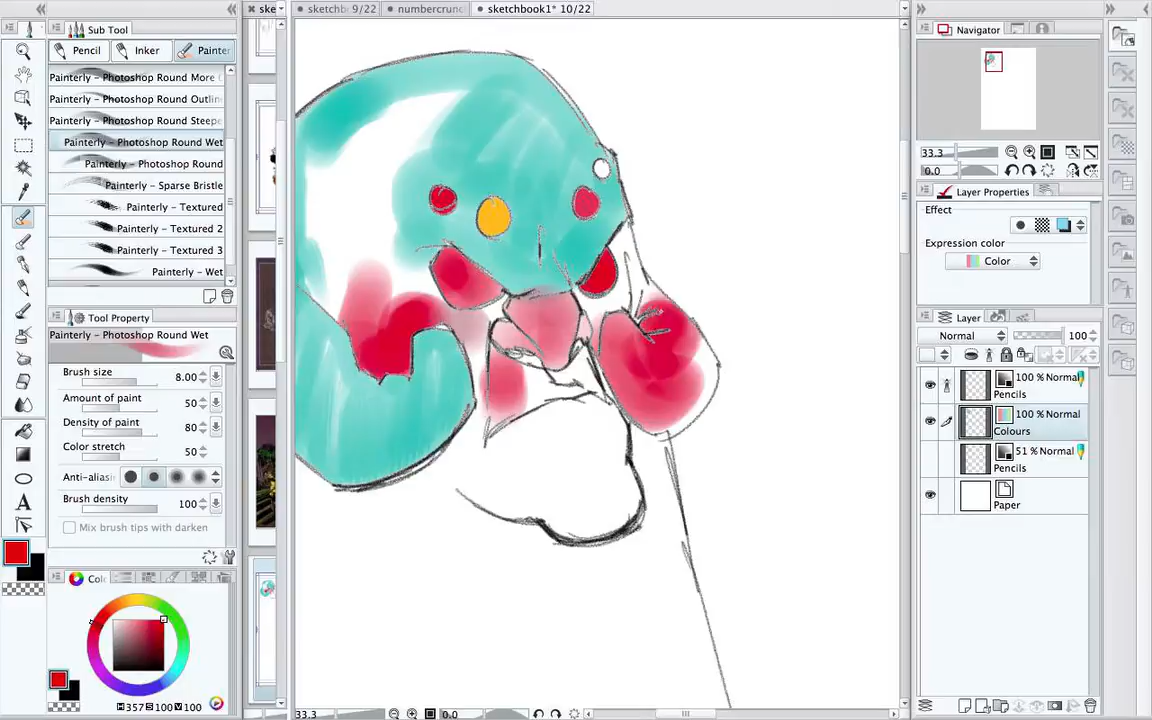 ske
sketchb 9/22
numbercrun
sketchbook1* 10/22
Sub Tool
Pencil
Inker
Painter
Painterly - Photoshop Round More
Painterly - Photoshop Round Outlin
Painterly - Photoshop Round Steepe
Painterly - Photoshop Round Wet
Painterly - Photoshop Round
Painterly - Sparse Bristle
Painterly - Textured
Painterly - Textured 2
Painterly - Textured 3
Painterly - Wet
Tool Property
Painterly - Photoshop Round Wet
Brush size 8.00
Amount of paint 50
Density of paint 80
Color stretch 50
Anti-aliasi
Brush density 100
Mix brush tips with darken
Colo
H 357 S 100 V 100
33.3 0.0
Navigator
33.3
0.0
Layer Properties
Effect
Expression color
Color
Layer
Normal 100
100 % Normal
Pencils
100 % Normal
Colours
51 % Normal
Pencils
Paper